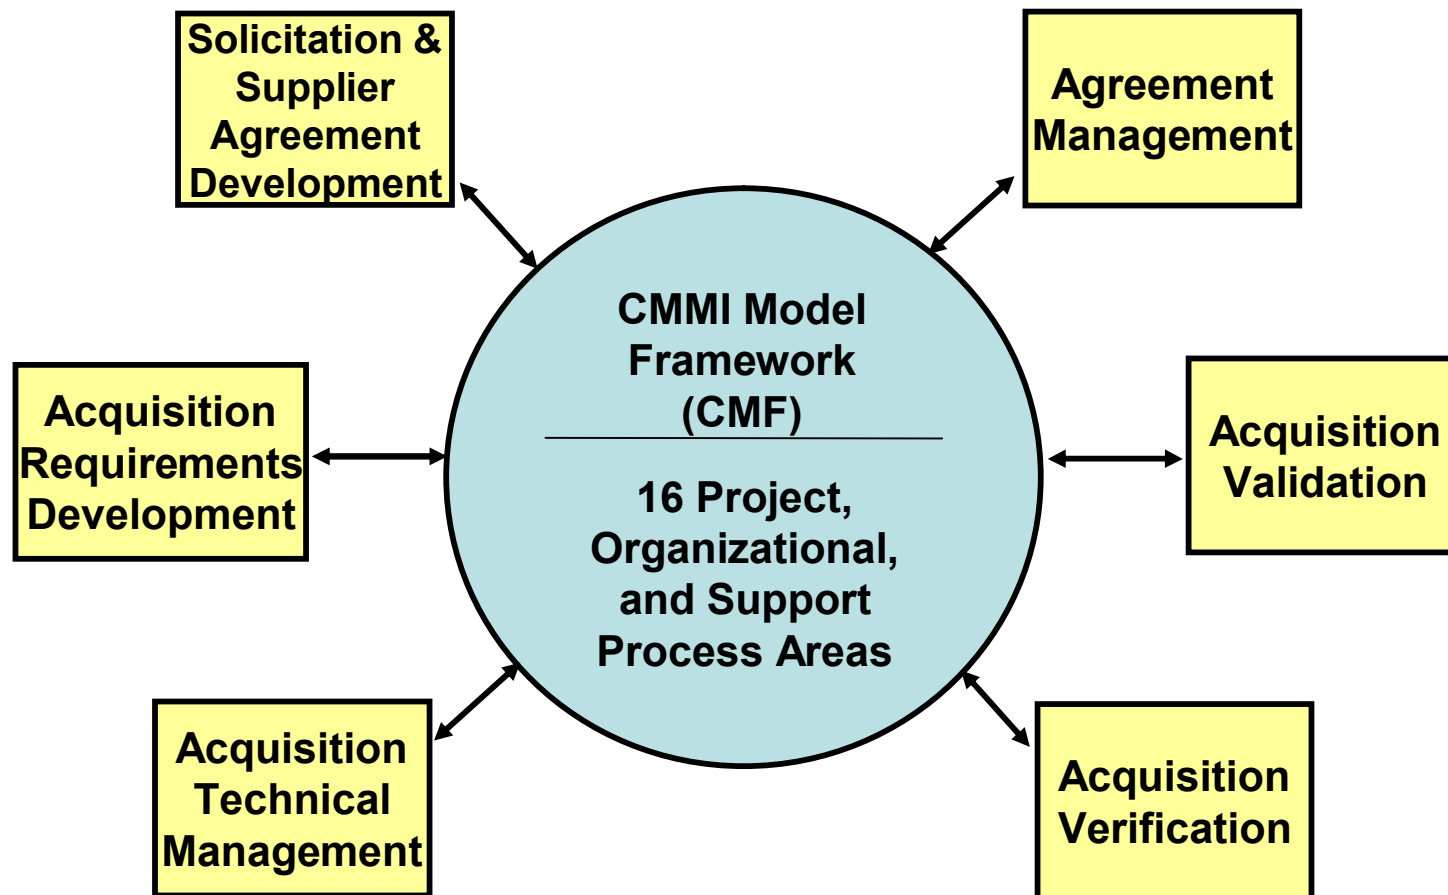 Solicitation &
Supplier
Agreement
Development
Agreement
Management
CMMI Model
Framework
(CMF)
16 Project,
Organizational,
and Support
Process Areas
Acquisition
Requirements
Development
Acquisition
Validation
Acquisition
Technical
Management
Acquisition
Verification